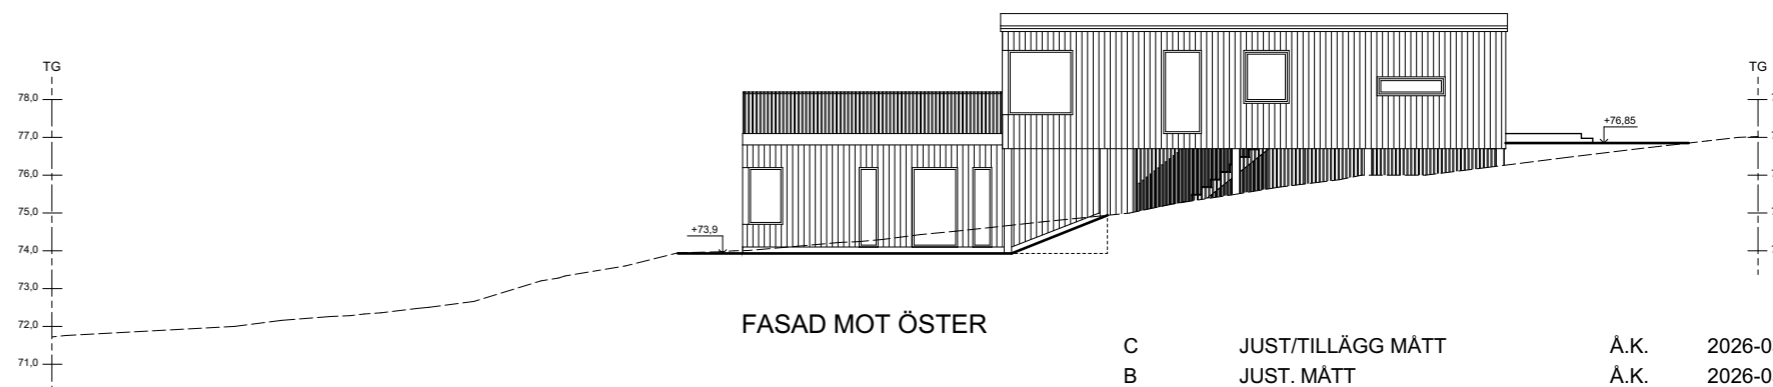 TG
TG
78,0
77,0
+76,85
76,0
75,0
+73,9
74,0
73,0
72,0
71,0
FASAD MOT ÖSTER
C JUST/TILLÄGG MÅTT Å.K. 2026-0
B JUST. MÅTT Å.K. 2026-0